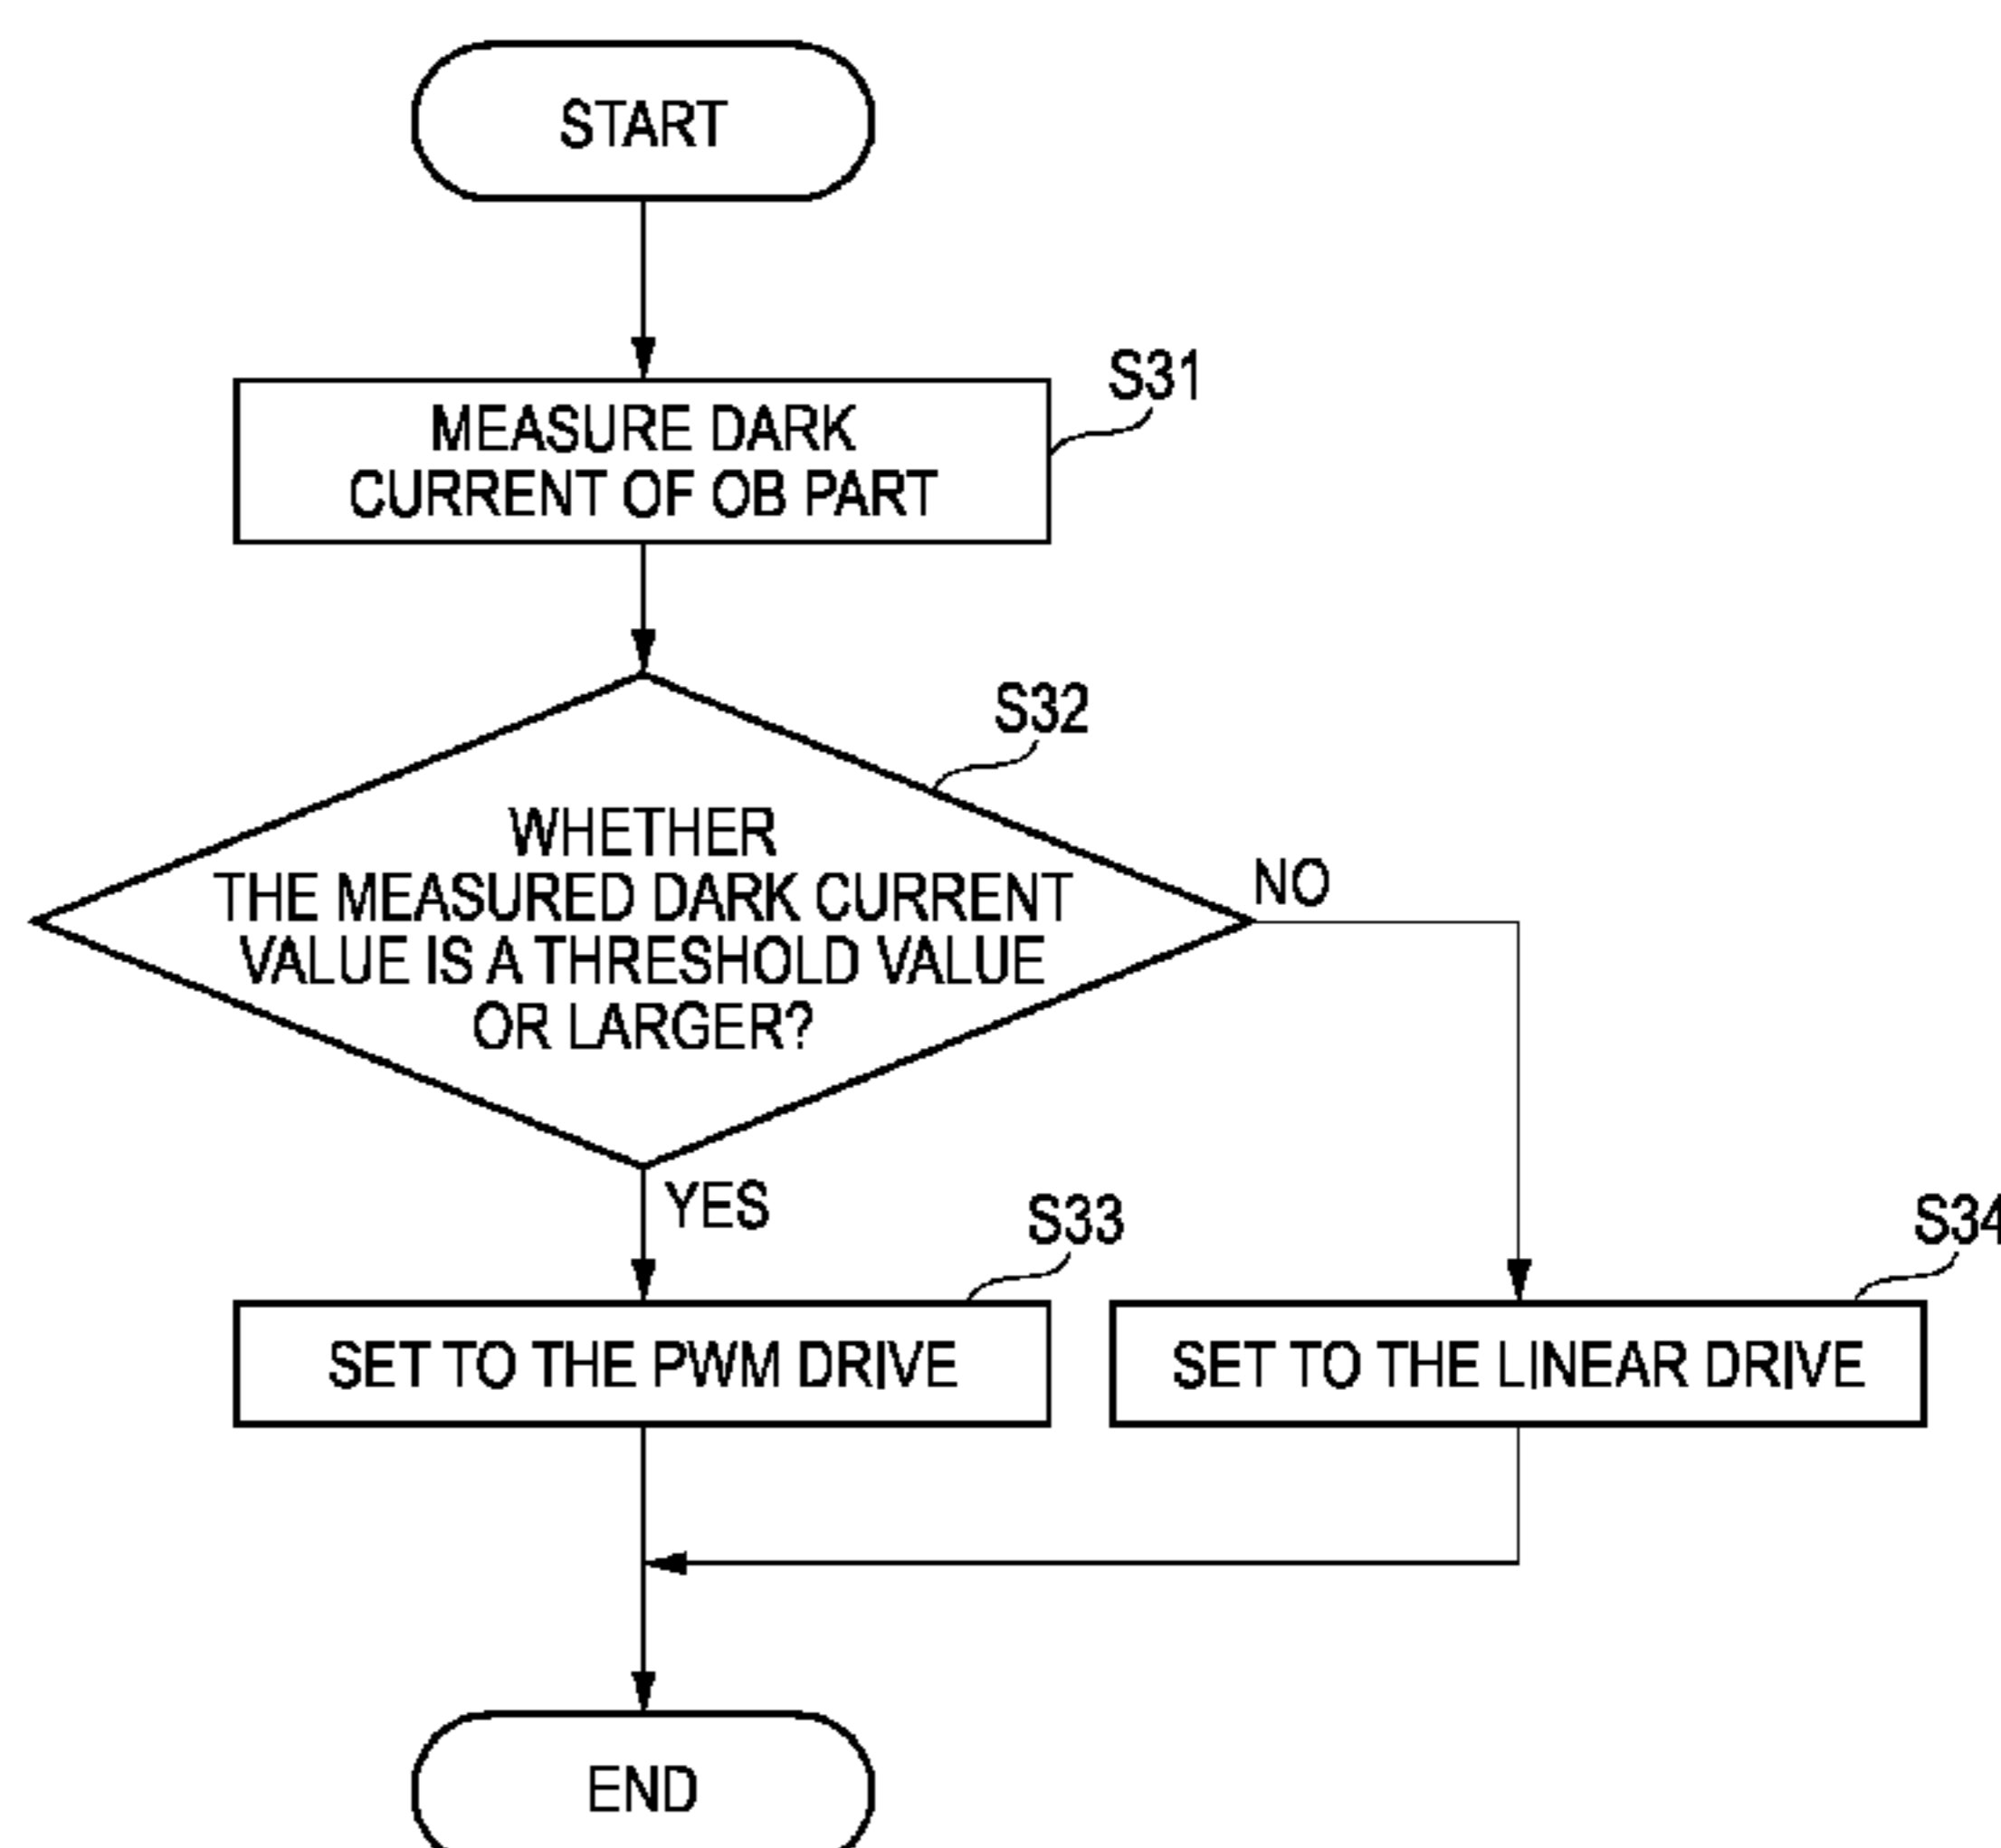 START
S31
MEASURE DARK
CURRENT OF OB PART
S32
WHETHER
THE MEASURED DARK CURRENT
VALUE IS A THRESHOLD VALUE
OR LARGER?
NO
YES
S33
S34
SET TO THE PWM DRIVE
SET TO THE LINEAR DRIVE
END